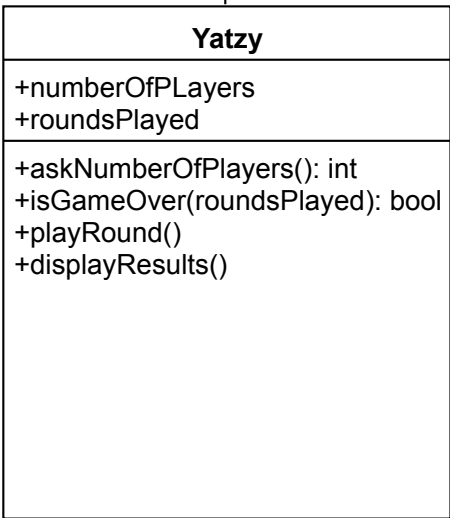 Yatzy
+numberOfPLayers
+roundsPlayed
+askNumberOfPlayers(): int
+isGameOver(roundsPlayed): bool
+playRound()
+displayResults()